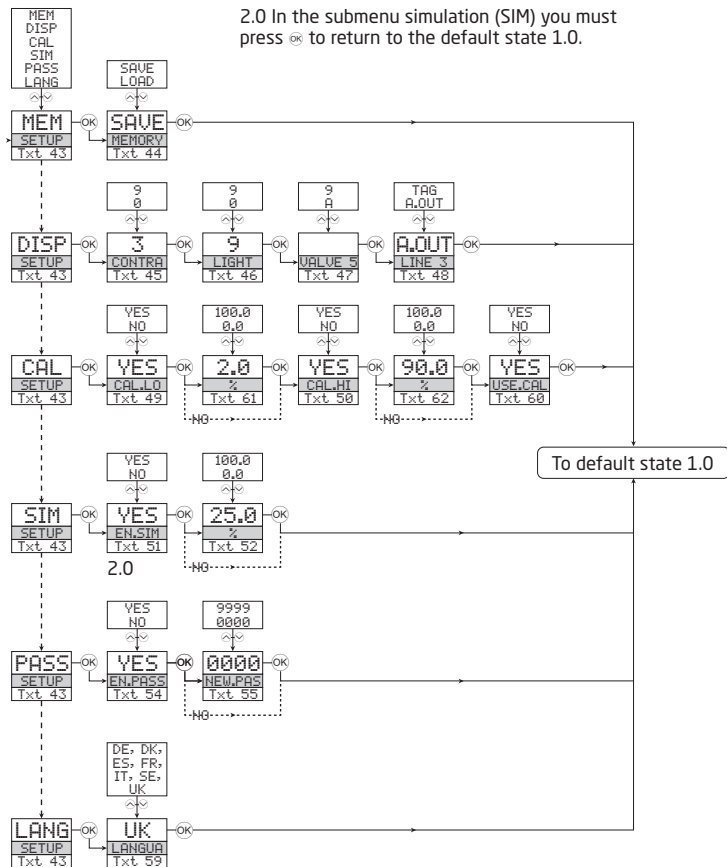 2.0 In the submenu simulation (SIM) you must
press OK to return to the default state 1.0.
MEM
DISP
CAL
SIM
PASS
LANG
SAVE
LOAD
MEM OK SAVE OK
SETUP MEMORY
Txt 43 Txt 44
9 9 9 TAG
0 0 A A.OUT
DISP OK 3 OK 9 OK OK A.OUT OK
SETUP CONTRA LIGHT VALVE 5 LINE 3
Txt 43 Txt 45 Txt 46 Txt 47 Txt 48
YES 100.0 YES 100.0 YES
NO 0.0 NO 0.0 NO
CAL OK YES OK 2.0 OK YES OK 90.0 OK YES OK
SETUP CAL.LO % CAL.HI % USE.CAL
Txt 43 Txt 49 Txt 61 Txt 50 Txt 62 Txt 60
NO NO
To default state 1.0
YES 100.0
NO 0.0
SIM OK YES OK 25.0 OK
SETUP EN.SIM %
Txt 43 Txt 51 Txt 52
2.0 NO
YES 9999
NO 0000
PASS OK YES OK 0000 OK
SETUP EN.PASS NEW.PAS
Txt 43 Txt 54 Txt 55
NO
DE, DK,
ES, FR,
IT, SE,
UK
LANG OK UK OK
SETUP LANGUA
Txt 43 Txt 59